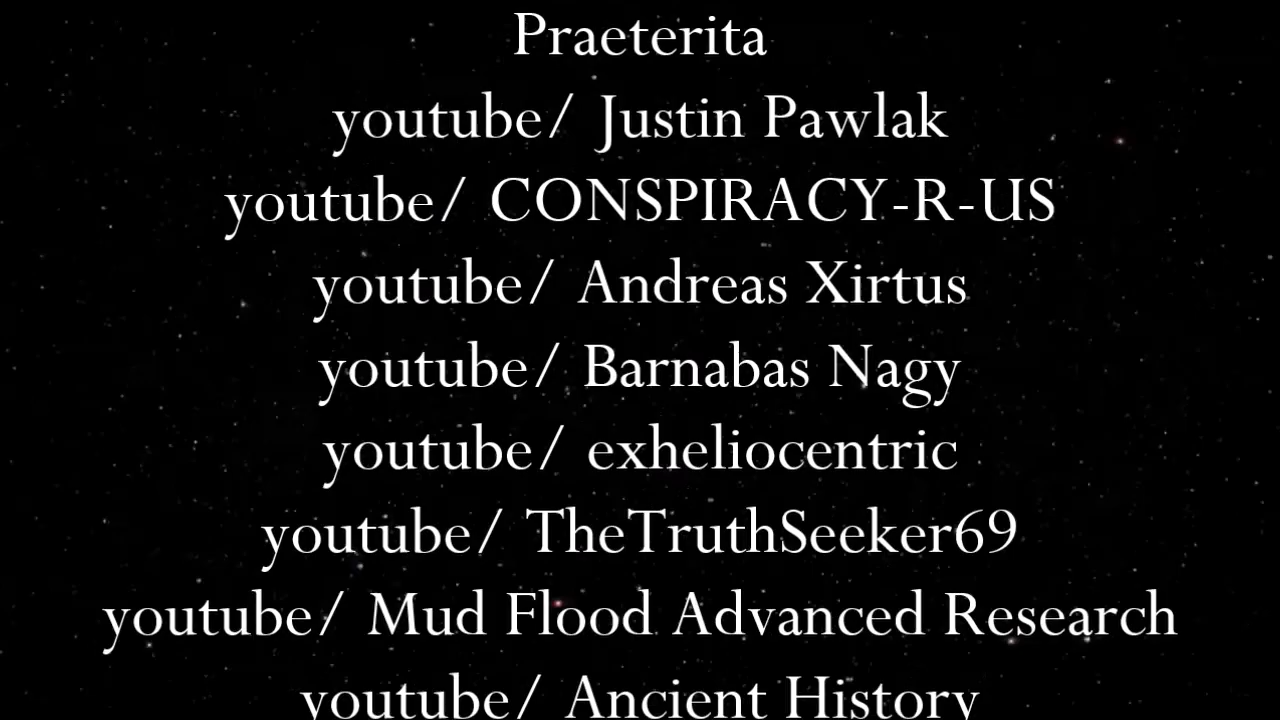 Praeterita
youtube/ Justin Pawlak
youtube/ CONSPIRACY-R-US
youtube/ Andreas Xirtus
youtube/ Barnabas Nagy
youtube/ exheliocentric
youtube/ TheTruthSeeker69
youtube/ Mud Flood Advanced Research
youtube/ Ancient History